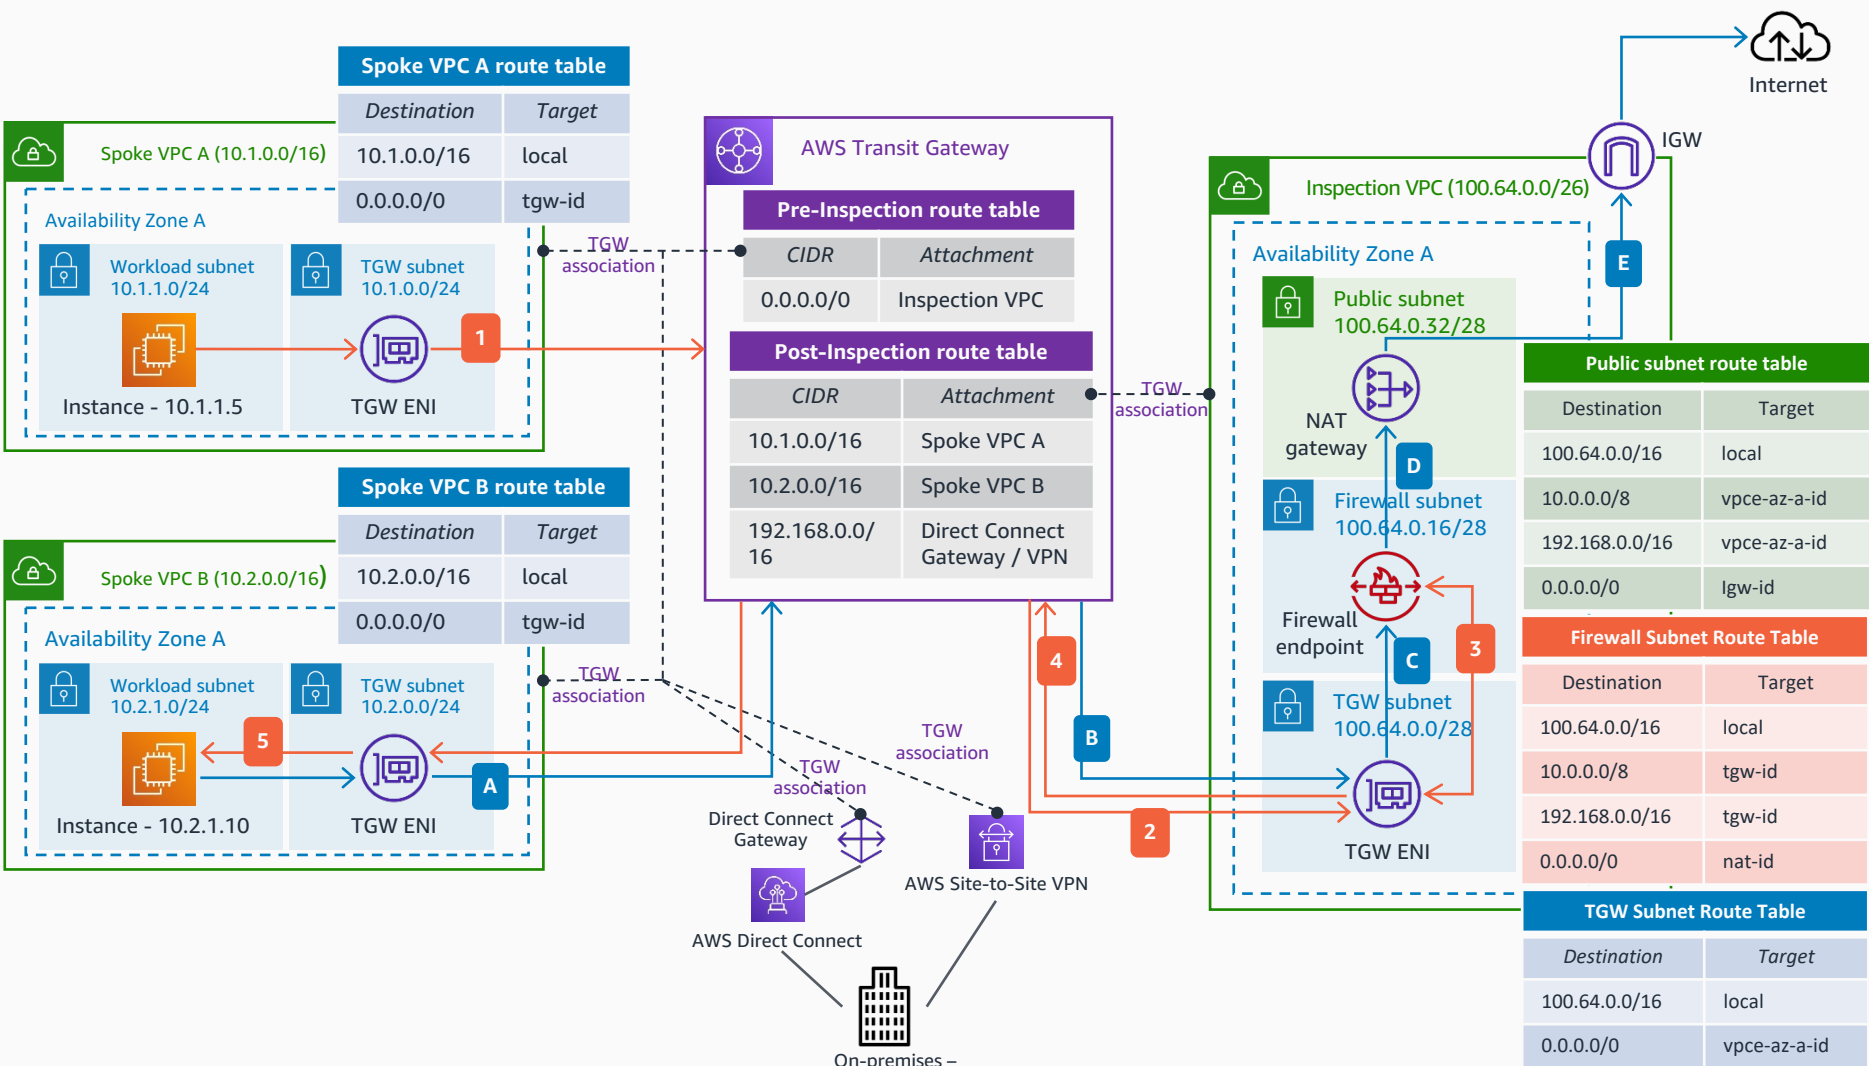 Internet
IGW
Spoke VPC A route table
Destination Target
10.1.0.0/16 local
0.0.0.0/0 tgw-id
Spoke VPC A (10.1.0.0/16)
Availability Zone A
Workload subnet
10.1.1.0/24
TGW subnet
10.1.0.0/24
1
Instance - 10.1.1.5
TGW ENI
TGW
association
AWS Transit Gateway
Pre-Inspection route table
CIDR Attachment
0.0.0.0/0 Inspection VPC
Post-Inspection route table
CIDR Attachment
10.1.0.0/16 Spoke VPC A
10.2.0.0/16 Spoke VPC B
192.168.0.0/
16
Direct Connect
Gateway / VPN
TGW
association
Spoke VPC B route table
Destination Target
10.2.0.0/16 local
0.0.0.0/0 tgw-id
Spoke VPC B (10.2.0.0/16)
Availability Zone A
Workload subnet
10.2.1.0/24
TGW subnet
10.2.0.0/24
5
A
Instance - 10.2.1.10
TGW ENI
TGW
association
TGW
association
TGW
association
Direct Connect
Gateway
AWS Site-to-Site VPN
AWS Direct Connect
On-premises –
4
B
2
Inspection VPC (100.64.0.0/26)
Availability Zone A
E
Public subnet
100.64.0.32/28
NAT
gateway
D
Firewall subnet
100.64.0.16/28
Firewall
endpoint
C
3
TGW subnet
100.64.0.0/28
TGW ENI
Public subnet route table
Destination Target
100.64.0.0/16 local
10.0.0.0/8 vpce-az-a-id
192.168.0.0/16 vpce-az-a-id
0.0.0.0/0 Igw-id
Firewall Subnet Route Table
Destination Target
100.64.0.0/16 local
10.0.0.0/8 tgw-id
192.168.0.0/16 tgw-id
0.0.0.0/0 nat-id
TGW Subnet Route Table
Destination Target
100.64.0.0/16 local
0.0.0.0/0 vpce-az-a-id